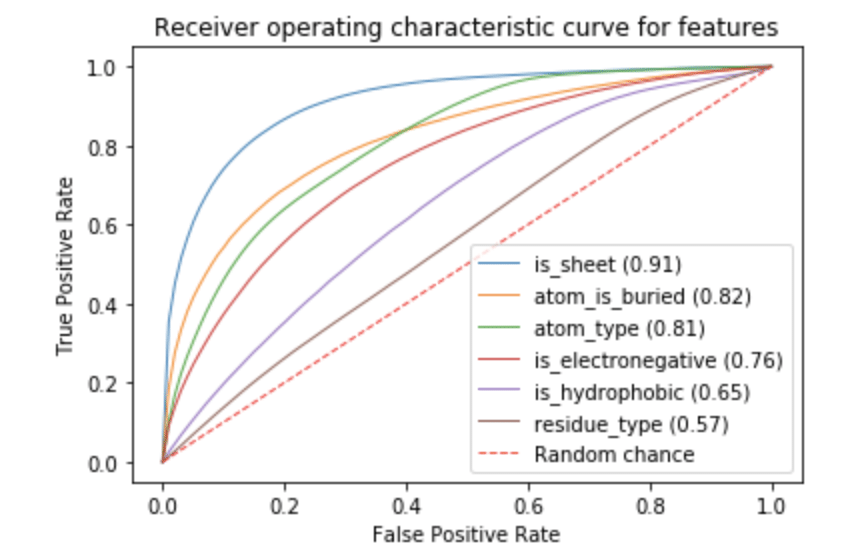 Receiver operating characteristic curve for features
1.0
0.8
0.6
0.4
0.2
0.0
True Positive Rate
is_sheet (0.91)
atom_is_buried (0.82)
atom_type (0.81)
is_electronegative (0.76)
is_hydrophobic (0.65)
residue_type (0.57)
Random chance
0.0 0.2 0.4 0.6 0.8 1.0
False Positive Rate